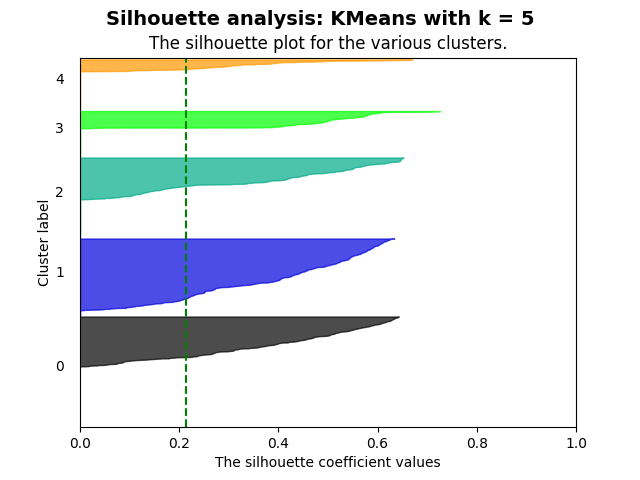 Silhouette analysis: KMeans with k = 5
The silhouette plot for the various clusters.
4
3
2
1
0
Cluster label
0.0 0.2 0.4 0.6 0.8 1.0
The silhouette coefficient values